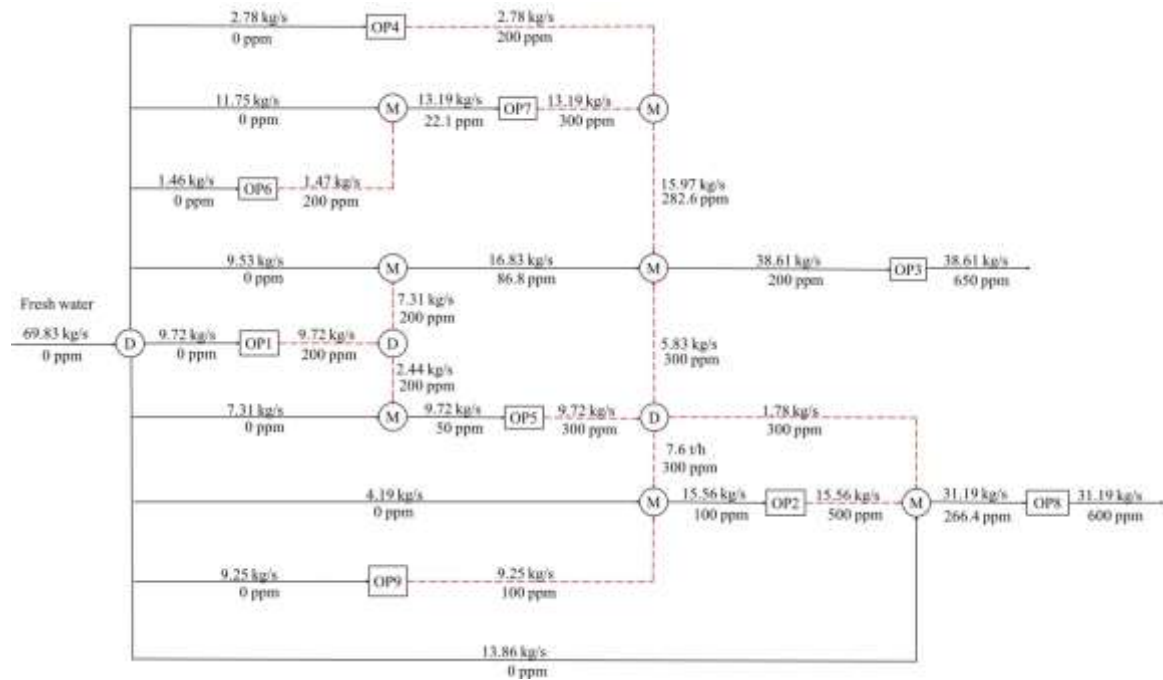 2.78 kg/s
0 ppm
OP4
2.78 kg/s
200 ppm
11.75 kg/s
0 ppm
M
13.19 kg/s
22.1 ppm
OP7
13.19 kg/s
300 ppm
M
1.46 kg/s
0 ppm
OP6
1.47 kg/s
200 ppm
15.97 kg/s
282.6 ppm
9.53 kg/s
0 ppm
M
16.83 kg/s
86.8 ppm
M
38.61 kg/s
200 ppm
OP3
38.61 kg/s
650 ppm
Fresh water
69.83 kg/s
0 ppm
D
9.72 kg/s
0 ppm
OP1
9.72 kg/s
200 ppm
7.31 kg/s
200 ppm
D
2.44 kg/s
200 ppm
5.83 kg/s
300 ppm
7.31 kg/s
0 ppm
M
9.72 kg/s
50 ppm
OP5
9.72 kg/s
300 ppm
D
1.78 kg/s
300 ppm
7.6 t/h
300 ppm
4.19 kg/s
0 ppm
M
15.56 kg/s
100 ppm
OP2
15.56 kg/s
500 ppm
M
31.19 kg/s
266.4 ppm
OP8
31.19 kg/s
600 ppm
9.25 kg/s
0 ppm
OP9
9.25 kg/s
100 ppm
13.86 kg/s
0 ppm